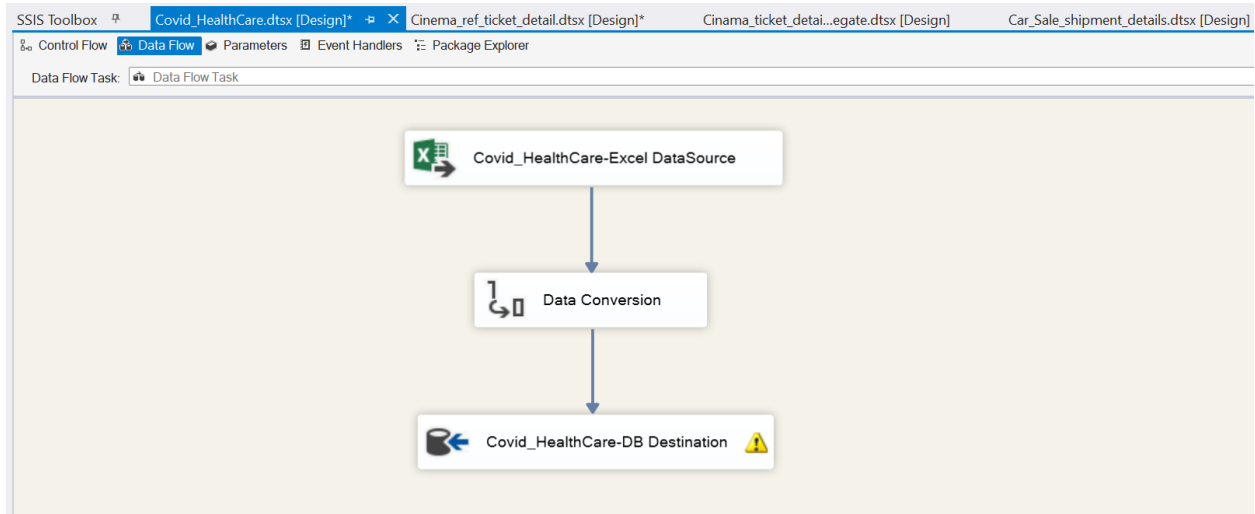 SSIS Toolbox Covid_HealthCare.dtsx [Design]* Cinema_ref_ticket_detail.dtsx [Design]* Cinama_ticket_detai...egate.dtsx [Design] Car_Sale_shipment_details.dtsx [Design]
Control Flow Data Flow Parameters Event Handlers Package Explorer
Data Flow Task: Data Flow Task
Covid_HealthCare-Excel DataSource
Data Conversion
Covid_HealthCare-DB Destination